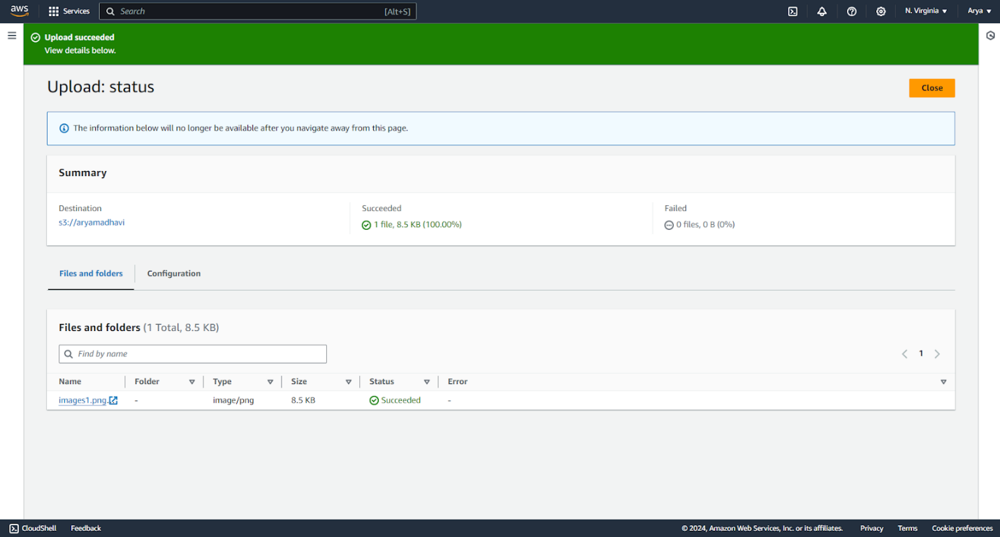 aws Services Search [Alt+S] N. Virginia Arya
Upload succeeded
View details below.
Upload: status Close
The information below will no longer be available after you navigate away from this page.
Summary
Destination Succeeded Failed
s3://aryamadhavi 1 file, 8.5 KB (100.00%) 0 files, 0 B (0%)
Files and folders Configuration
Files and folders (1 Total, 8.5 KB)
Find by name 1
Name Folder Type Size Status Error
images1.png. - image/png 8.5 KB Succeeded -
CloudShell Feedback © 2024, Amazon Web Services, Inc. or its affiliates. Privacy Terms Cookie preferences